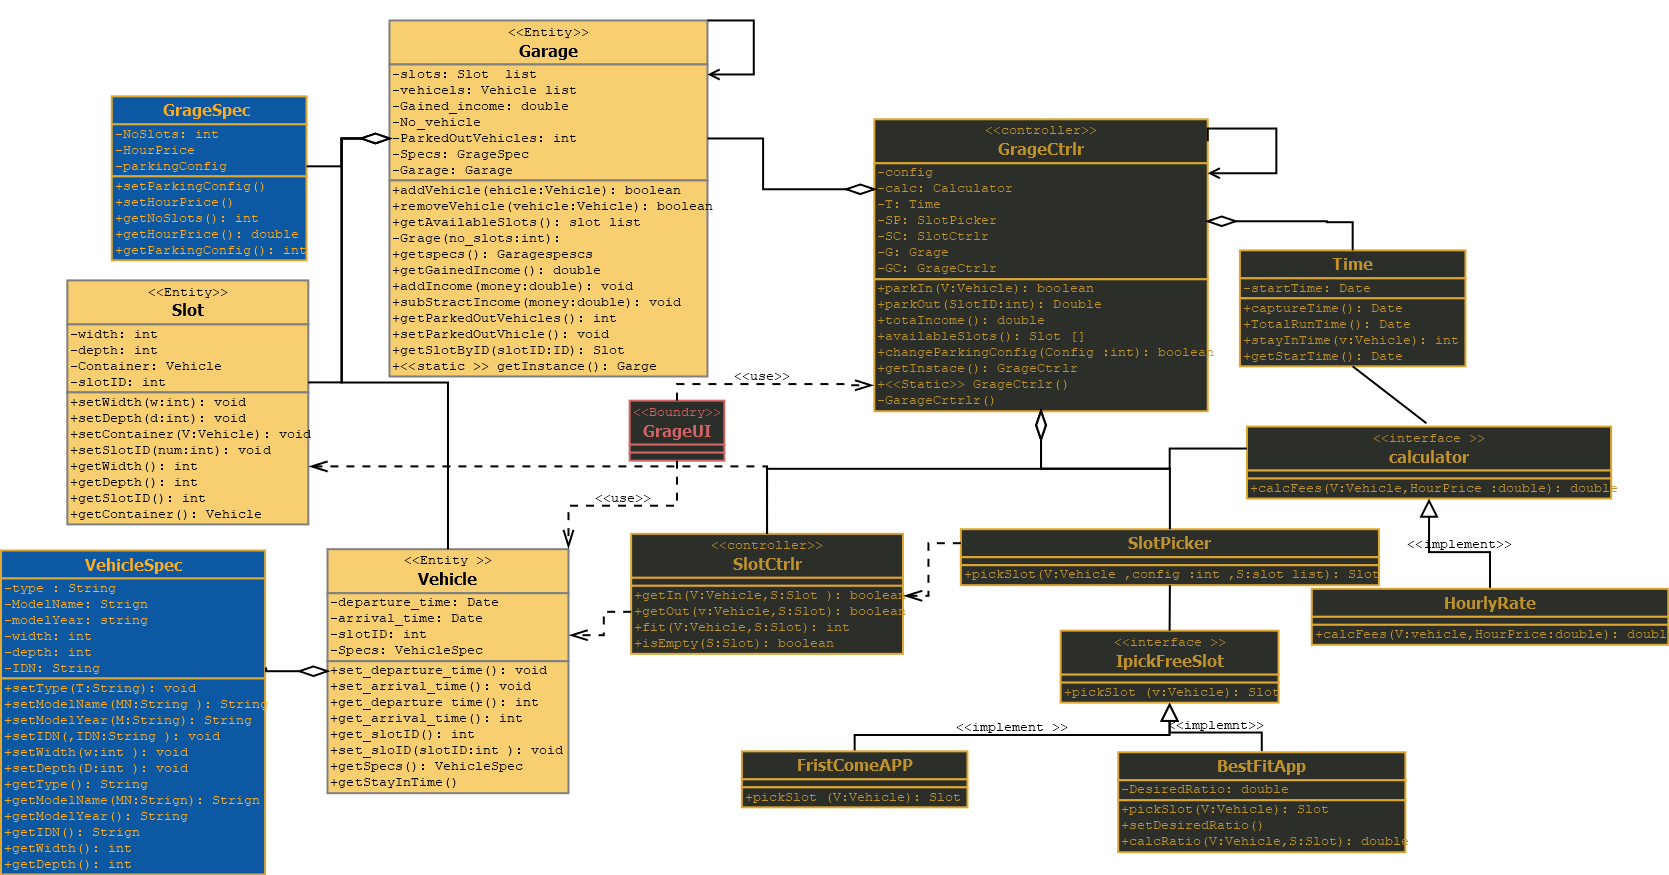 <<Entity>>
Garage
-slots: Slot  list
-vehicels: Vehicle list
-Gained_income: double
-No_vehicle
-ParkedOutVehicles: int
-Specs: GrageSpec
-Garage: Garage
+addVehicle(ehicle:Vehicle): boolean
+removeVehicle(vehicle:Vehicle): boolean
+getAvailableSlots(): slot list
-Grage(no_slots:int):
+getspecs(): Garagespescs
+getGainedIncome(): double
+addIncome(money:double): void
+subStractIncome(money:double): void
+getParkedOutVehicles(): int
+setParkedOutVhicle(): void
+getSlotByID(slotID:ID): Slot
+<<static >> getInstance(): Garge
GrageSpec
-NoSlots: int
-HourPrice
-parkingConfig
+setParkingConfig()
+setHourPrice()
+getNoSlots(): int
+getHourPrice(): double
+getParkingConfig(): int
<<controller>>
GrageCtrlr
-config
-calc: Calculator
-T: Time
-SP: SlotPicker
-SC: SlotCtrlr
-G: Grage
-GC: GrageCtrlr
+parkIn(V:Vehicle): boolean
+parkOut(SlotID:int): Double
+totaIncome(): double
+availableSlots(): Slot []
+changeParkingConfig(Config :int): boolean
+getInstace(): GrageCtrlr
+<<Static>> GrageCtrlr()
-GarageCrtrlr()
Time
-startTime: Date
+captureTime(): Date
+TotalRunTime(): Date
+stayInTime(v:Vehicle): int
+getStarTime(): Date
<<Entity>>
Slot
-width: int
-depth: int
-Container: Vehicle
-slotID: int
+setWidth(w:int): void
+setDepth(d:int): void
+setContainer(V:Vehicle): void
+setSlotID(num:int): void
+getWidth(): int
+getDepth(): int
+getSlotID(): int
+getContainer(): Vehicle
<<use>>
<<Boundry>>
GrageUI
<<use>>
<<interface >>
calculator
+calcFees(V:Vehicle,HourPrice :double): double
<<implement>>
HourlyRate
+calcFees(V:vehicle,HourPrice:double): doubl
VehicleSpec
-type : String
-ModelName: Strign
-modelYear: string
-width: int
-depth: int
-IDN: String
+setType(T:String): void
+setModelName(MN:String ): String
+setModelYear(M:String): String
+setIDN(,IDN:String ): void
+setWidth(w:int ): void
+setDepth(D:int ): void
+getType(): String
+getModelName(MN:Strign): Strign
+getModelYear(): String
+getIDN(): Strign
+getWidth(): int
+getDepth(): int
<<Entity >>
Vehicle
-departure_time: Date
-arrival_time: Date
-slotID: int
-Specs: VehicleSpec
+set_departure_time(): void
+set_arrival_time(): void
+get_departure time(): int
+get_arrival_time(): int
+get_slotID(): int
+set_sloID(slotID:int ): void
+getSpecs(): VehicleSpec
+getStayInTime()
<<controller>>
SlotCtrlr
+getIn(V:Vehicle,S:Slot ): boolean
+getOut(v:Vehicle,S:Slot): boolean
+fit(V:Vehicle,S:Slot): int
+isEmpty(S:Slot): boolean
SlotPicker
+pickSlot(V:Vehicle ,config :int ,S:slot list): Slot
<<interface >>
IpickFreeSlot
+pickSlot (v:Vehicle): Slot
<<implement >>
<<implemnt>>
FristComeAPP
+pickSlot (V:Vehicle): Slot
BestFitApp
-DesiredRatio: double
+pickSlot(V:Vehicle): Slot
+setDesiredRatio()
+calcRatio(V:Vehicle,S:Slot): double